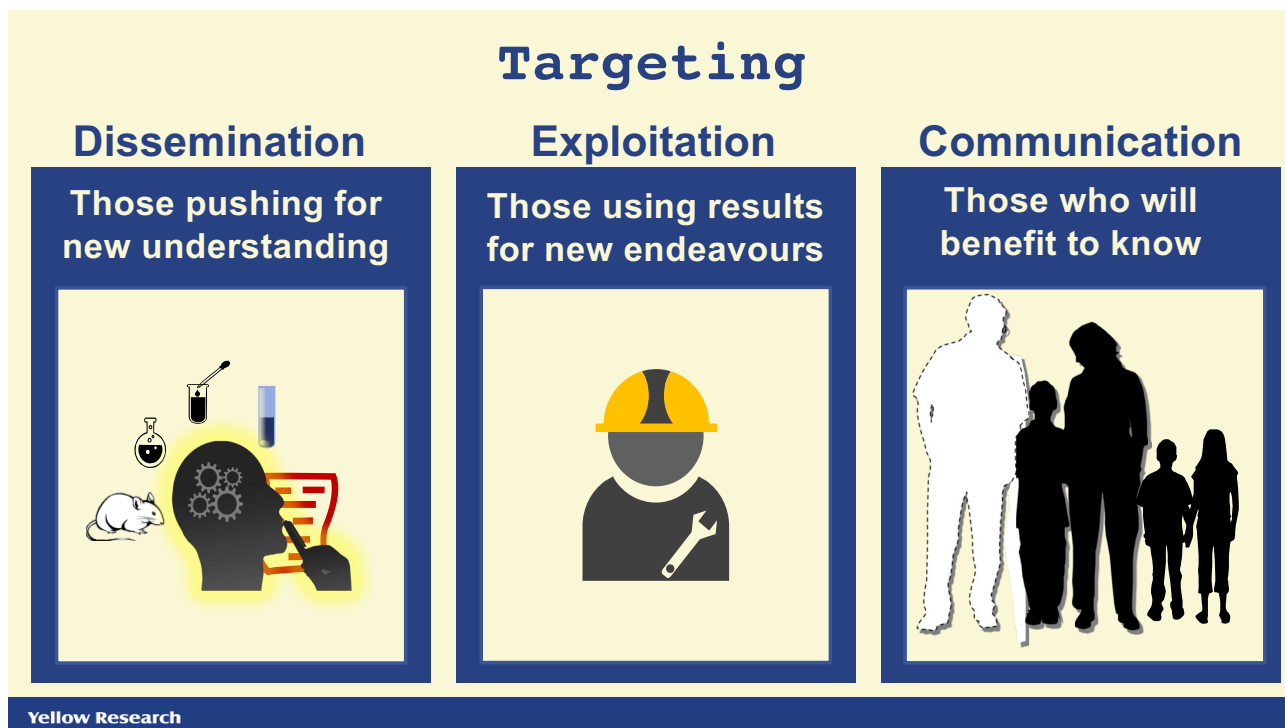 Targeting
Dissemination
Those pushing for
new understanding
Exploitation
Those using results
for new endeavours
Communication
Those who will
benefit to know
Yellow Research